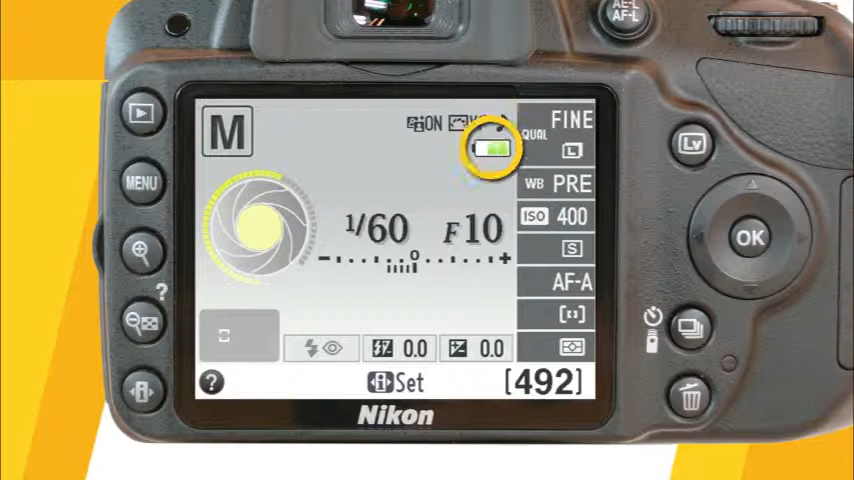 AE-L
AF-L
M
ON
FINE
QUAL
L
WB PRE
ISO 400
1/60 F10
S
- 0 +
AF-A
0.0 0.0
i Set [492]
?
Nikon
MENU
?
i
Lv
OK